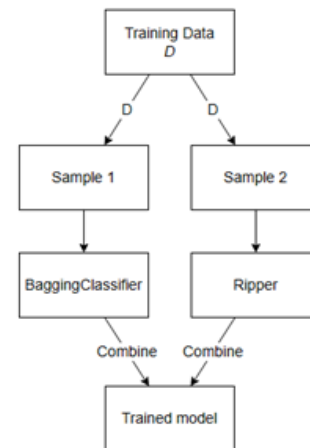 Training Data
D
D D
Sample 1 Sample 2
BaggingClassifier Ripper
Combine Combine
Trained model